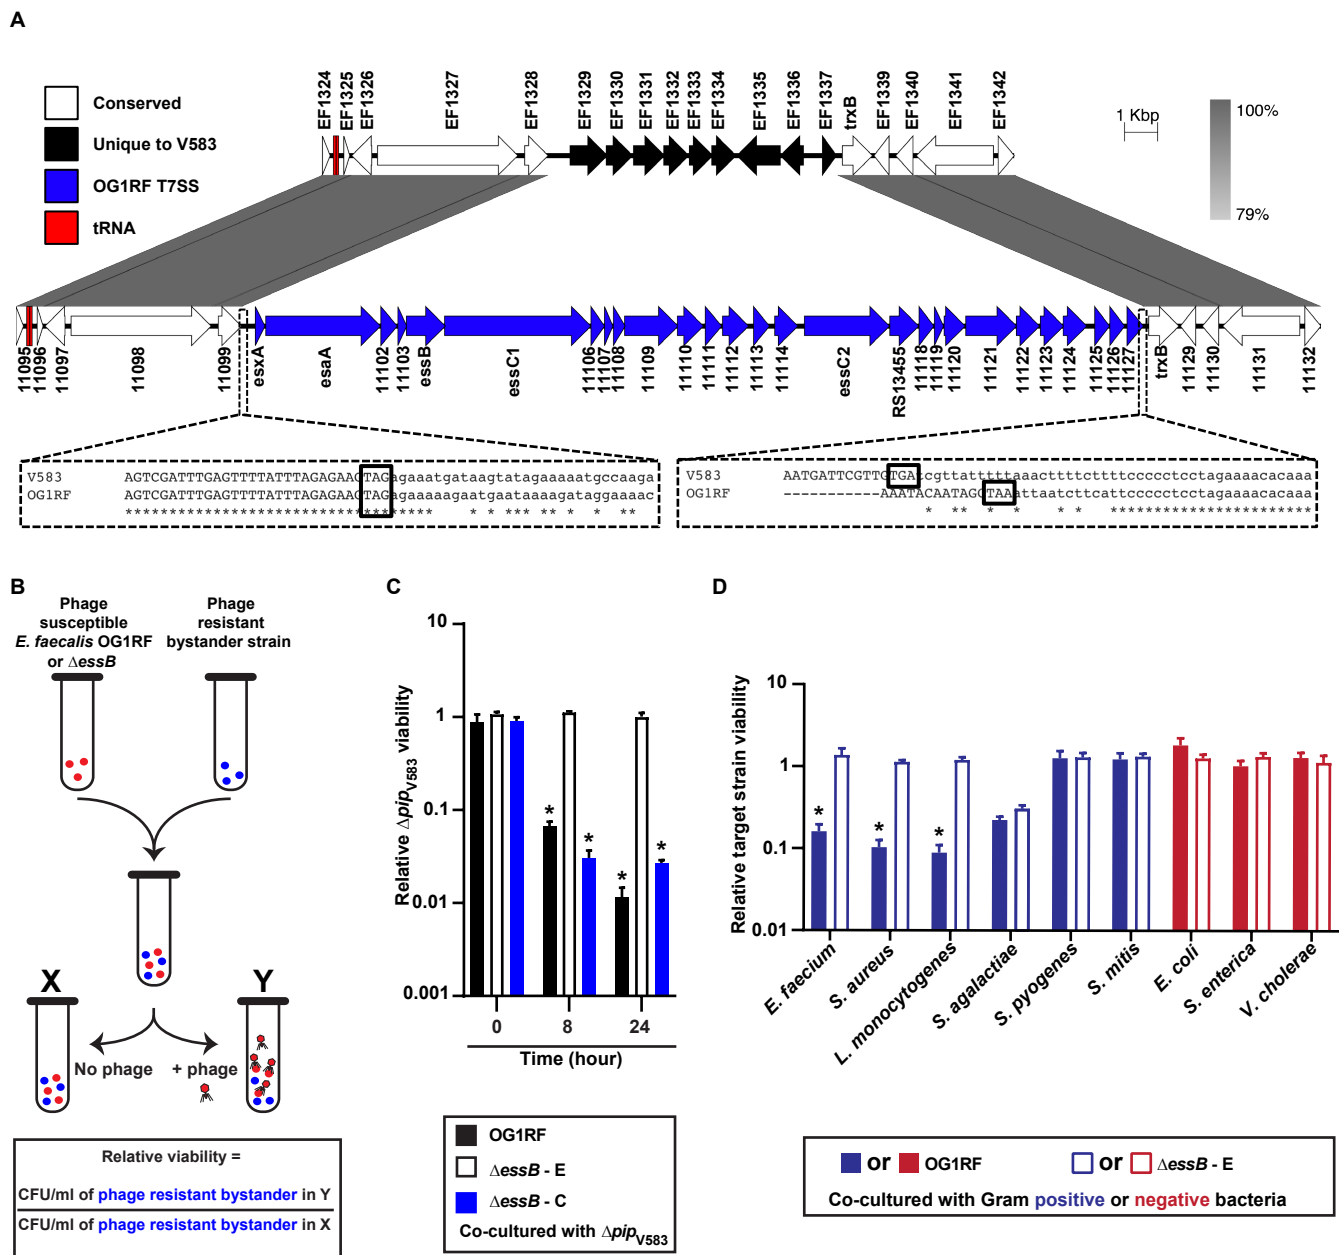 A
Conserved
Unique to V583
OG1RF T7SS
tRNA
EF1324
EF1325
EF1326
EF1327
EF1328
EF1329
EF1330
EF1331
EF1332
EF1333
EF1334
EF1335
EF1336
EF1337
trxB
EF1339
EF1340
EF1341
EF1342
1 Kbp
100%
79%
11095
11096
11097
11098
11099
esxA
esaA
11102
11103
essB
essC1
11106
11107
11108
11109
11110
11111
11112
11113
11114
essC2
RS13455
11118
11119
11120
11121
11122
11123
11124
11125
11126
11127
trxB
11129
11130
11131
11132
V583 AGTCGATTTGAGTTTTATTTAGAGAAGTAGagaaatgataagtatagaaaaatgccaaga
OG1RF AGTCGATTTGAGTTTTATTTAGAGAAGTAGagaaaaagaatgaataaaagataggaaaac
V583 AATGATTCGTTGTGAccgttatttttaaacttttcttttcccccctcctagaaaacacaaa
OG1RF -----------AAATACAATAGCTAAattaatcttcattcccccctcctagaaaacacaaa
B
Phage
susceptible
E. faecalis OG1RF
or ΔessB
Phage
resistant
bystander strain
X
Y
No phage
+ phage
Relative viability =
CFU/ml of phage resistant bystander in Y
CFU/ml of phage resistant bystander in X
C
Relative Δpip V583 viability
10
1
0.1
0.01
0.001
* * * *
0 8 24
Time (hour)
OG1RF
ΔessB - E
ΔessB - C
Co-cultured with Δpip V583
D
Relative target strain viability
10
1
0.1
0.01
* * *
E. faecium
S. aureus
L. monocytogenes
S. agalactiae
S. pyogenes
S. mitis
E. coli
S. enterica
V. cholerae
or OG1RF
or ΔessB - E
Co-cultured with Gram positive or negative bacteria